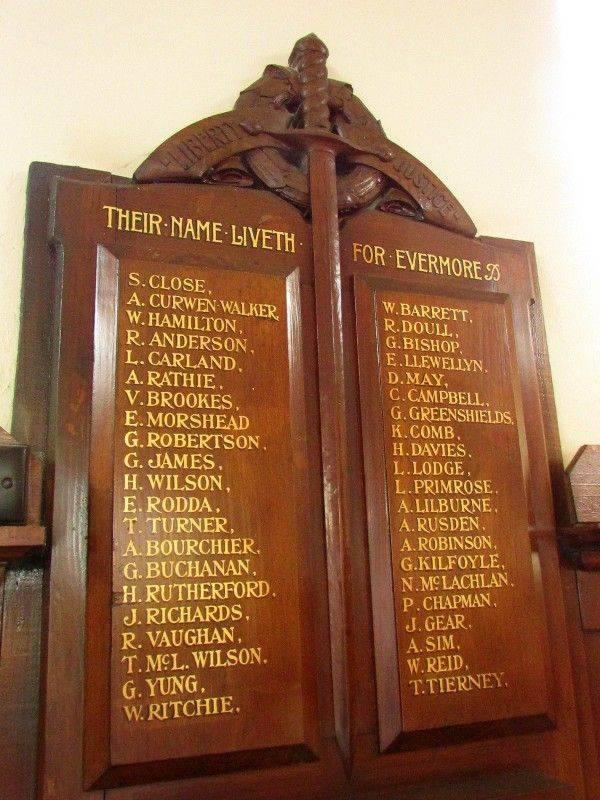 LIBERTY
JUSTICE
THEIR·NAME·LIVETH·
FOR·EVERMORE
S. CLOSE,
A. CURWEN-WALKER,
W. HAMILTON,
R. ANDERSON,
L. CARLAND,
A. RATHIE,
V. BROOKES,
E. MORSHEAD
G. ROBERTSON,
G. JAMES,
H. WILSON,
E. RODDA,
T. TURNER,
A. BOURCHIER,
G. BUCHANAN,
H. RUTHERFORD,
J. RICHARDS,
R. VAUGHAN,
T. McL. WILSON,
G. YUNG,
W. RITCHIE,
W. BARRETT,
R. DOULL,
G. BISHOP,
E. LLEWELLYN,
D. MAY,
C. CAMPBELL,
G. GREENSHIELDS,
K. COMB,
H. DAVIES,
L. LODGE,
L. PRIMROSE,
A. LILBURNE,
A. RUSDEN,
A. ROBINSON,
G. KILFOYLE,
N. McLACHLAN,
P. CHAPMAN,
J. GEAR,
A. SIM,
W. REID,
T. TIERNEY,